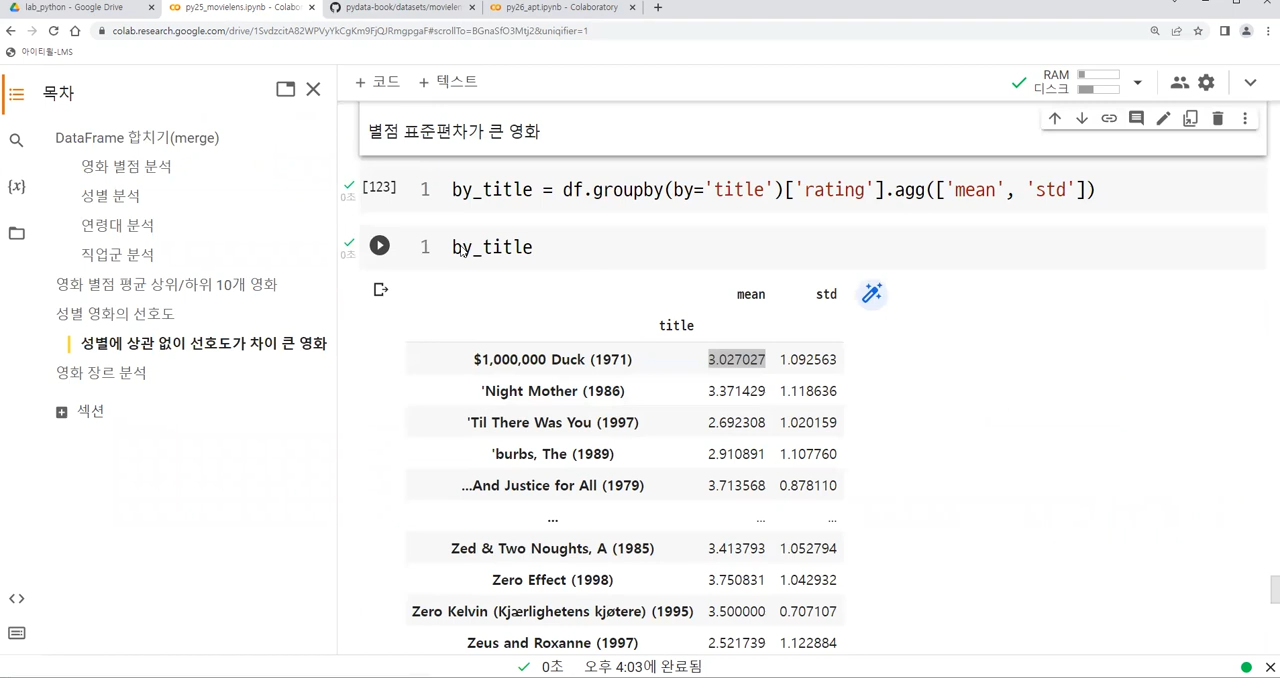 lab_python - Google Drive
py25_movielens.ipynb - Colabo
pydata-book/datasets/movielen
py26_apt.ipynb - Colaboratory
colab.research.google.com/drive/1SvdzcitA82WPVyYkCgKm9FjQJRmgpgaF#scrollTo=BGnaSfO3Mtj2&uniqifier=1
아이티윌-LMS
목차
+ 코드 + 텍스트
RAM
디스크
DataFrame 합치기(merge)
영화 별점 분석
성별 분석
연령대 분석
직업군 분석
영화 별점 평균 상위/하위 10개 영화
성별 영화의 선호도
성별에 상관 없이 선호도가 차이 큰 영화
영화 장르 분석
섹션
{x}
별점 표준편차가 큰 영화
0초 [123] 1 by_title = df.groupby(by='title')['rating'].agg(['mean', 'std'])
0초 1 by_title
mean std
title
$1,000,000 Duck (1971) 3.027027 1.092563
'Night Mother (1986) 3.371429 1.118636
'Til There Was You (1997) 2.692308 1.020159
'burbs, The (1989) 2.910891 1.107760
...And Justice for All (1979) 3.713568 0.878110
... ... ...
Zed & Two Noughts, A (1985) 3.413793 1.052794
Zero Effect (1998) 3.750831 1.042932
Zero Kelvin (Kjærlighetens kjøtere) (1995) 3.500000 0.707107
Zeus and Roxanne (1997) 2.521739 1.122884
0초 오후 4:03에 완료됨